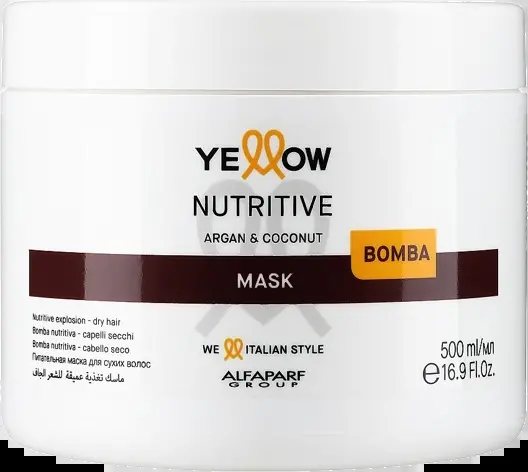 YELLOW
NUTRITIVE
ARGAN & COCONUT
BOMBA
MASK
Nutritive explosion - dry hair
Bomba nutritiva - capelli secchi
Bomba nutritiva - cabello seco
Питательная маска для сухих волос
ماسك تغذية عميقة للشعر الجاف
WE ITALIAN STYLE
ALFAPARF
GROUP
500 ml/мл
℮16.9 Fl.Oz.